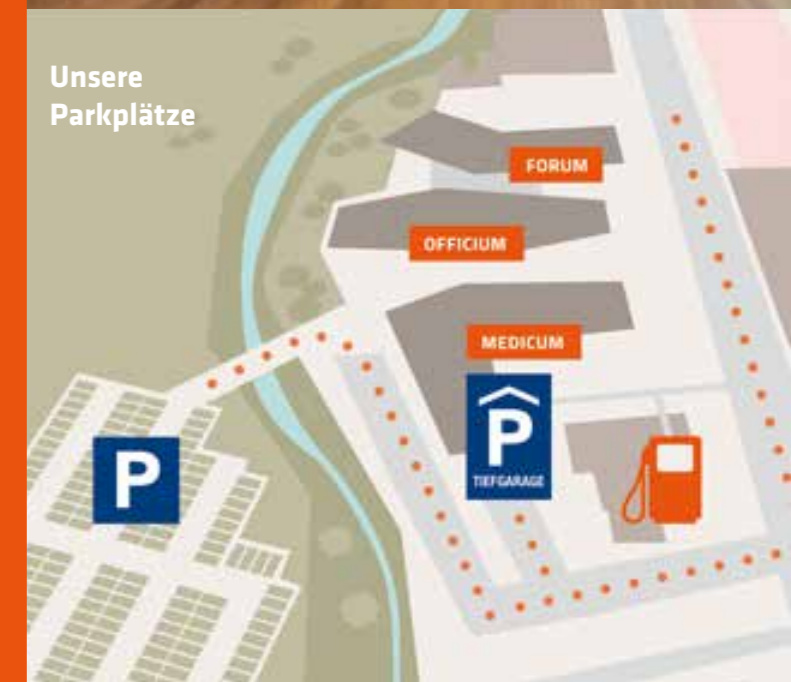 Unsere
Parkplätze
FORUM
OFFICIUM
MEDICUM
P
TIEFGARAGE
P